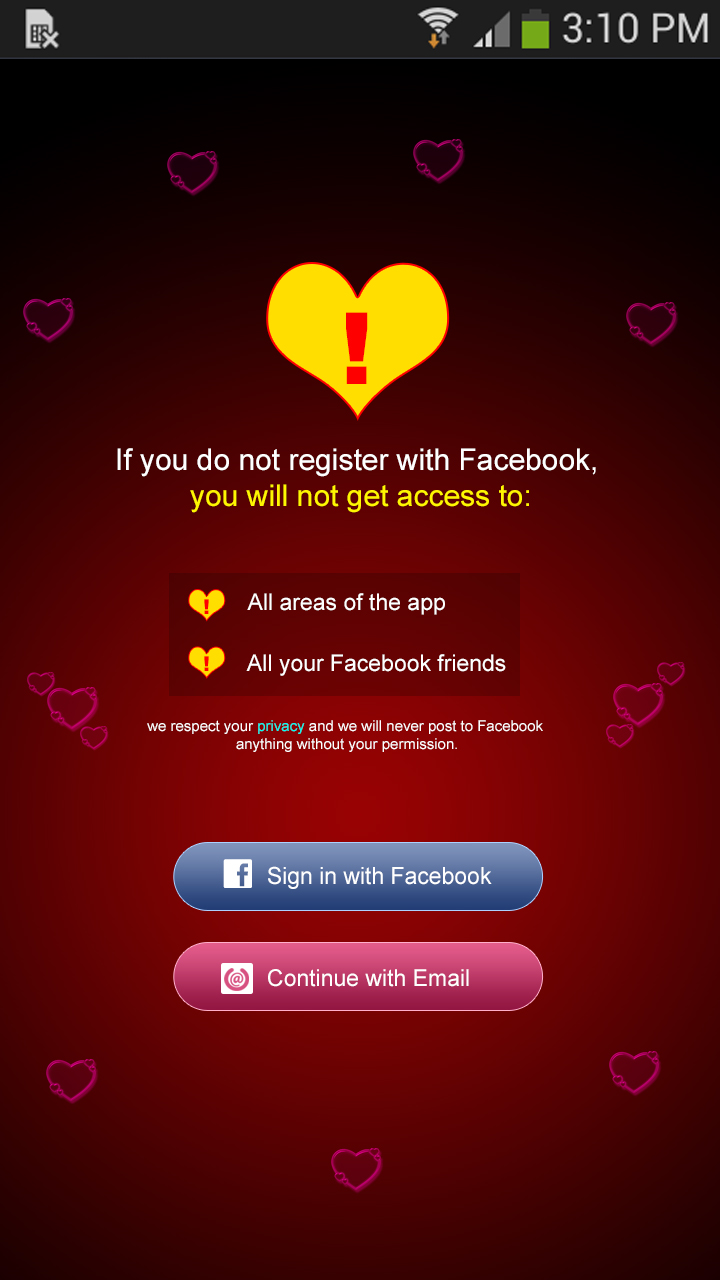 3:10 PM
!
If you do not register with Facebook,
you will not get access to:
! All areas of the app
! All your Facebook friends
we respect your privacy and we will never post to Facebook
anything without your permission.
f Sign in with Facebook
@ Continue with Email